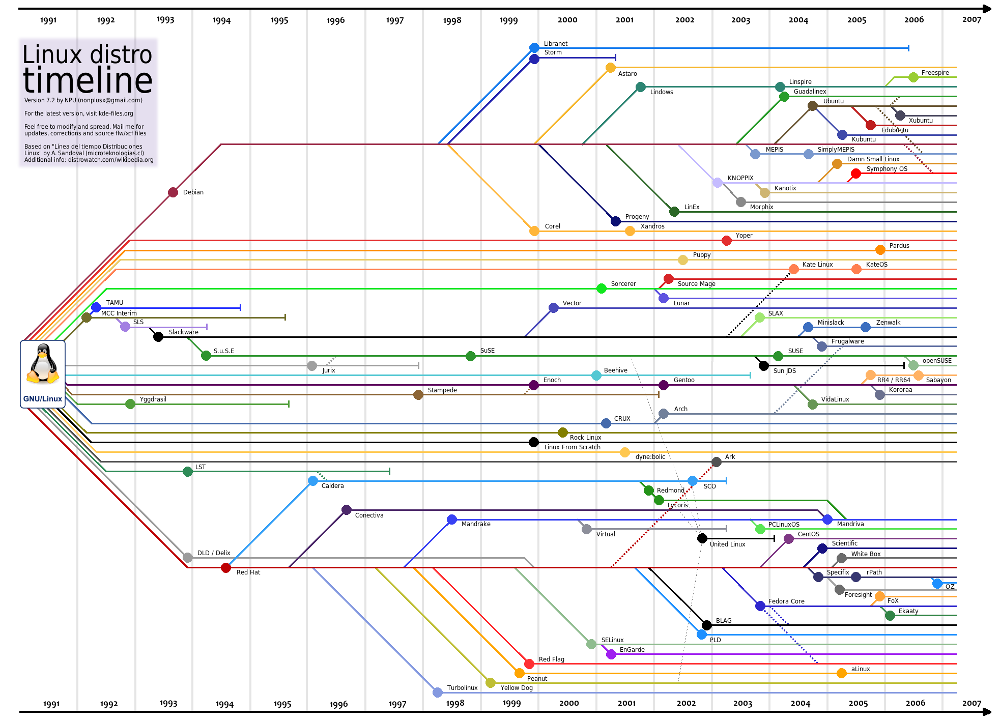 1991 1992 1993 1994 1995 1996 1997 1998 1999 2000 2001 2002 2003 2004 2005 2006 2007
Linux distro
timeline
Version 7.2 by NPU (nonplusx@gmail.com)
For the latest version, visit kde-files.org
Feel free to modify and spread. Mail me for
updates, corrections and source flw/xcf files
Based on "Línea del tiempo Distribuciones
Linux" by A. Sandoval (microteknologias.cl)
Additional info: distrowatch.com/wikipedia.org
Libranet
Storm
Astaro
Freespire
Linspire
Lindows
Guadalinex
Ubuntu
Xubuntu
Edubuntu
Kubuntu
MEPIS
SimplyMEPIS
Damn Small Linux
Symphony OS
KNOPPIX
Kanotix
Debian
Morphix
LinEx
Progeny
Corel
Xandros
Yoper
Pardus
Puppy
Kate Linux
KateOS
Sorcerer
Source Mage
Lunar
TAMU
Vector
MCC Interim
SLAX
SLS
Minislack
Zenwalk
Slackware
Frugalware
S.u.S.E
SuSE
SUSE
openSUSE
Jurix
Beehive
Sun JDS
Enoch
Gentoo
RR4 / RR64
Sabayon
Stampede
Kororaa
GNU/Linux
Yggdrasil
VidaLinux
Arch
CRUX
Rock Linux
Linux From Scratch
dyne:bolic
Ark
LST
Caldera
SCO
Redmond
Lycoris
Conectiva
Mandrake
PCLinuxOS
Mandriva
Virtual
CentOS
United Linux
Scientific
DLD / Delix
White Box
Red Hat
Specifix
rPath
OZ
Foresight
FoX
Fedora Core
Ekaaty
BLAG
PLD
SELinux
EnGarde
Red Flag
aLinux
Peanut
Turbolinux
Yellow Dog
1991 1992 1993 1994 1995 1996 1997 1998 1999 2000 2001 2002 2003 2004 2005 2006 2007